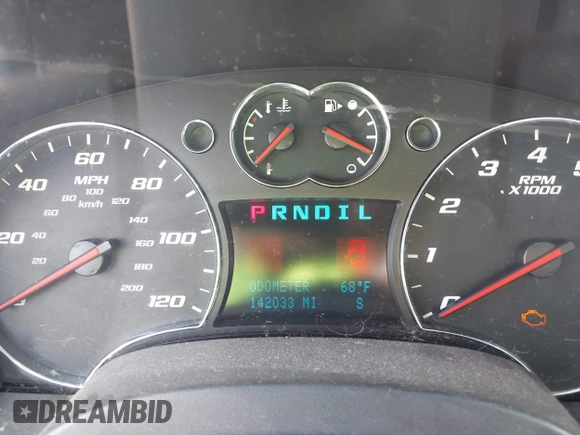 60
40 MPH 80
80 100 120
60 km/h 140
20 40 160 100
20 180
200 120
PRNDIL
ODOMETER 68°F
142033 MI S
3 4 5
2 RPM
X1000
1
0
DREAMBID